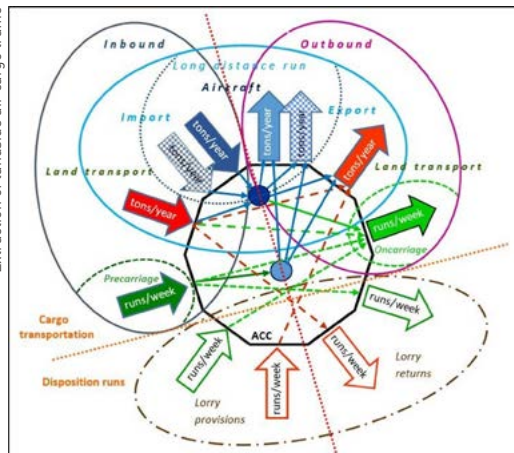 Inbound
Outbound
Long distance run
Aircraft
Import
Export
tons/year
tons/year
tons/year
tons/year
Land transport
Land transport
tons/year
tons/year
runs/week
Oncarriage
Precarriage
runs/week
runs/week
Cargo
transportation
ACC
Disposition runs
runs/week
runs/week
runs/week
Lorry
provisions
Lorry
returns